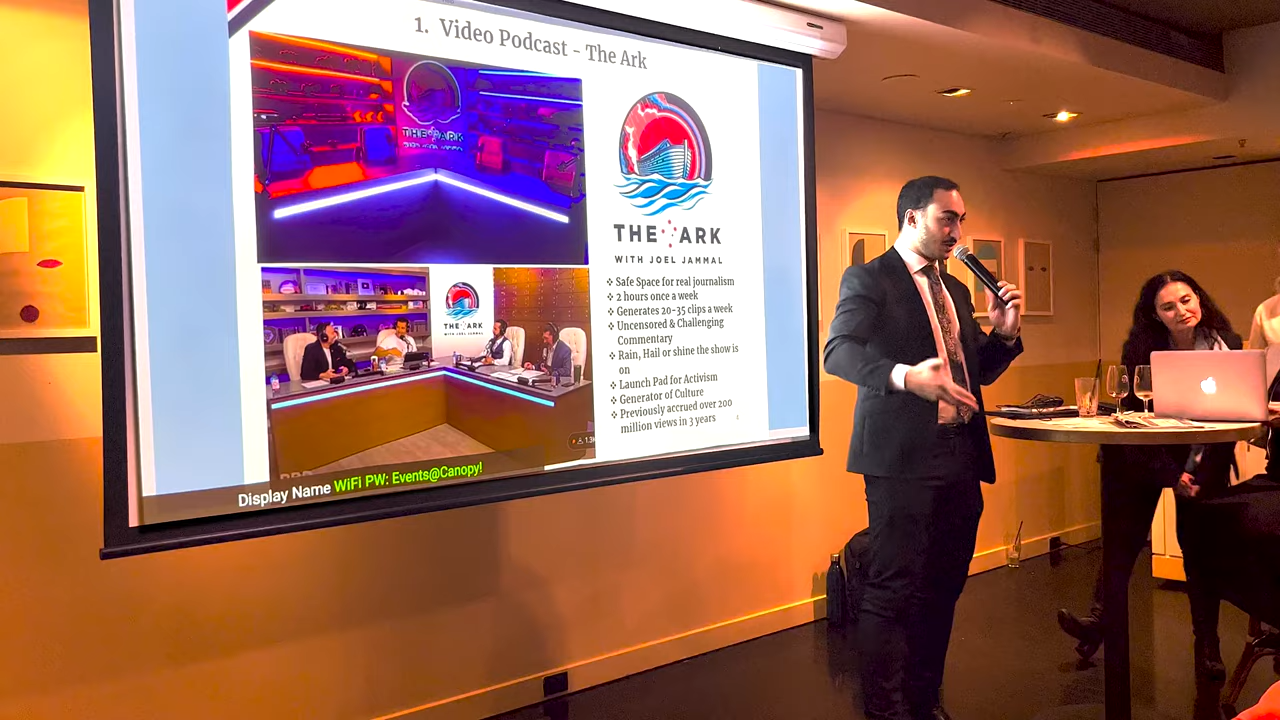 1. Video Podcast - The Ark
THE ARK
THE ARK
WITH JOEL JAMMAL
❖ Safe Space for real journalism
❖ 2 hours once a week
❖ Generates 20-35 clips a week
❖ Uncensored & Challenging
Commentary
❖ Rain, Hail or shine the show is
on
❖ Launch Pad for Activism
❖ Generator of Culture
❖ Previously accrued over 200
million views in 3 years
THE ARK
WITH JOEL JAMMAL
Display Name WiFi PW: Events@Canopy!